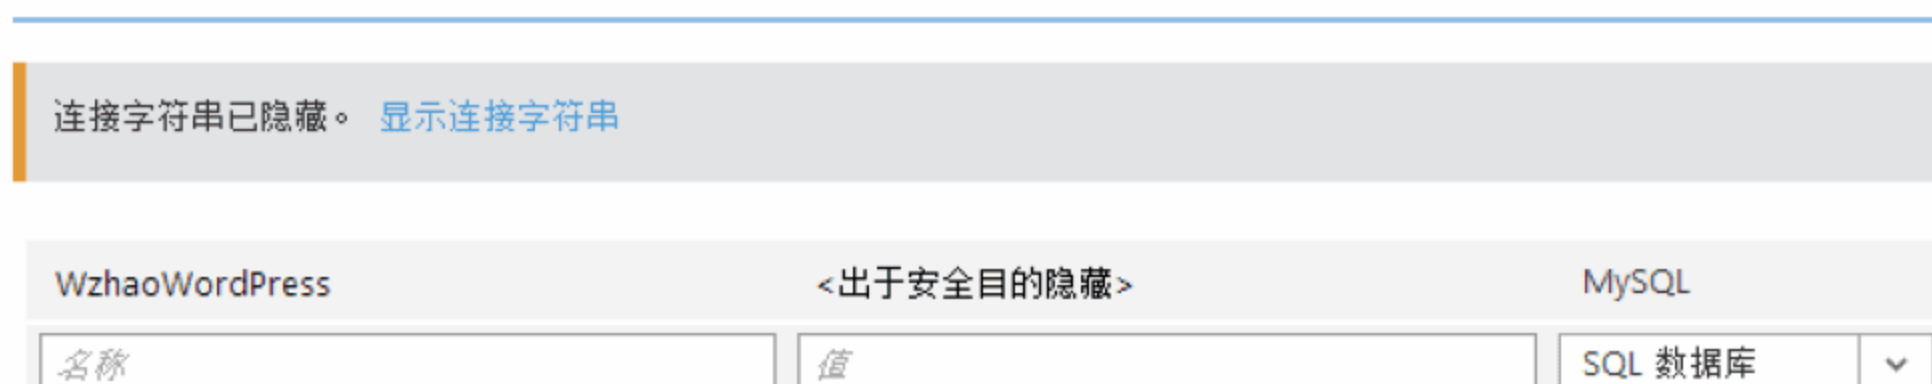 连接字符串已隐藏。 显示连接字符串
WzhaoWordPress <出于安全目的隐藏> MySQL
名称 值 SQL 数据库